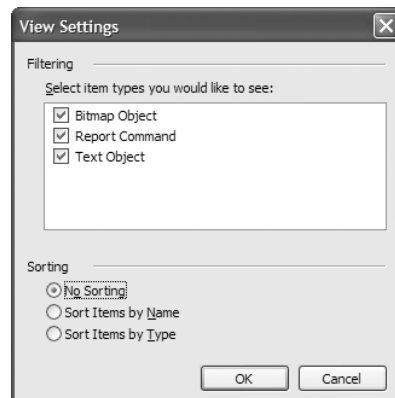 View Settings
Filtering
Select item types you would like to see:
Bitmap Object
Report Command
Text Object
Sorting
No Sorting
Sort Items by Name
Sort Items by Type
OK Cancel